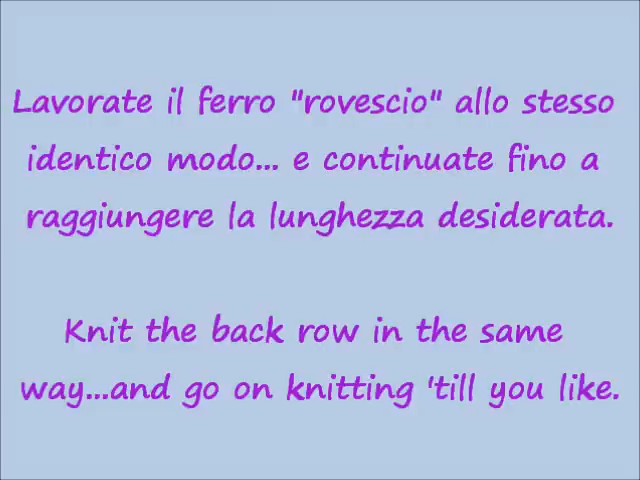 Lavorate il ferro "rovescio" allo stesso
identico modo... e continuate fino a
raggiungere la lunghezza desiderata.
Knit the back row in the same
way...and go on knitting 'till you like.